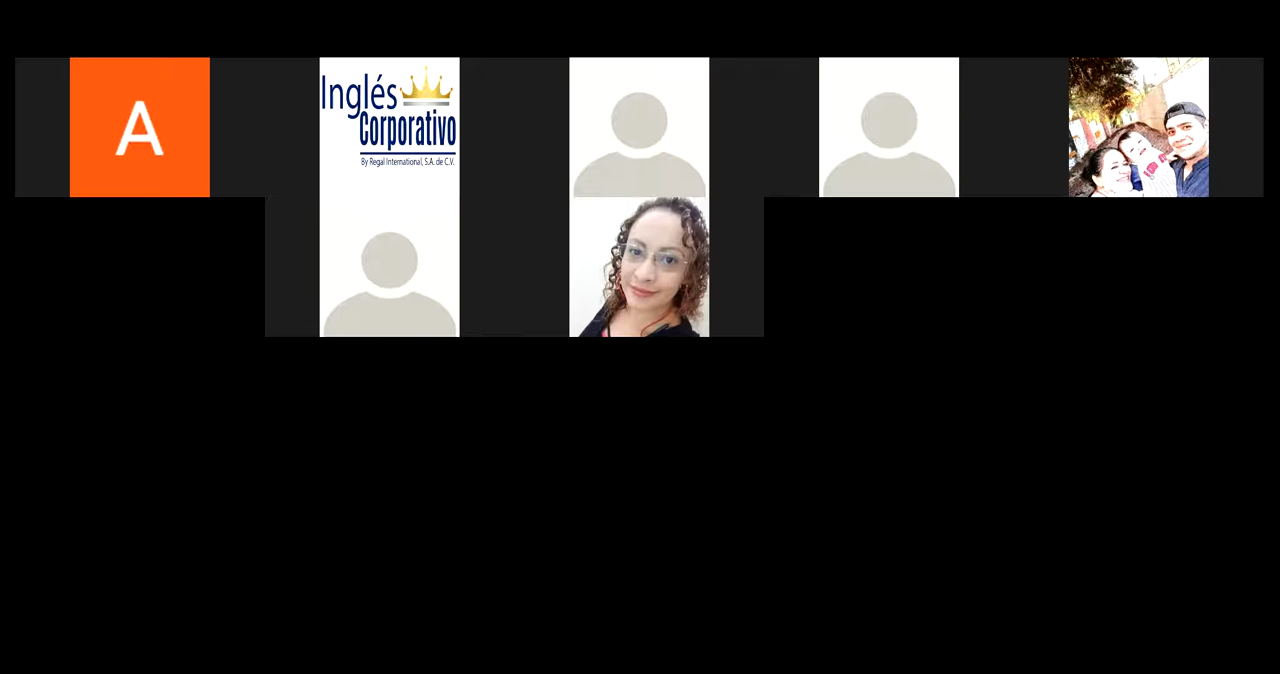 A
Inglés
Corporativo
By Regal International, S.A. de C.V.